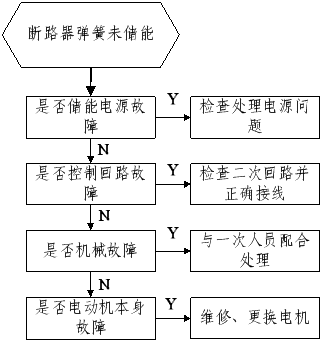 断路器弹簧未储能
是否储能电源故
障
Y
检查处理电源问
题
N
是否控制回路故
障
Y
检查二次回路并
正确接线
N
是否机械故障
Y
与一次人员配合
处理
N
是否电动机本身
故障
Y
维修、更换电机